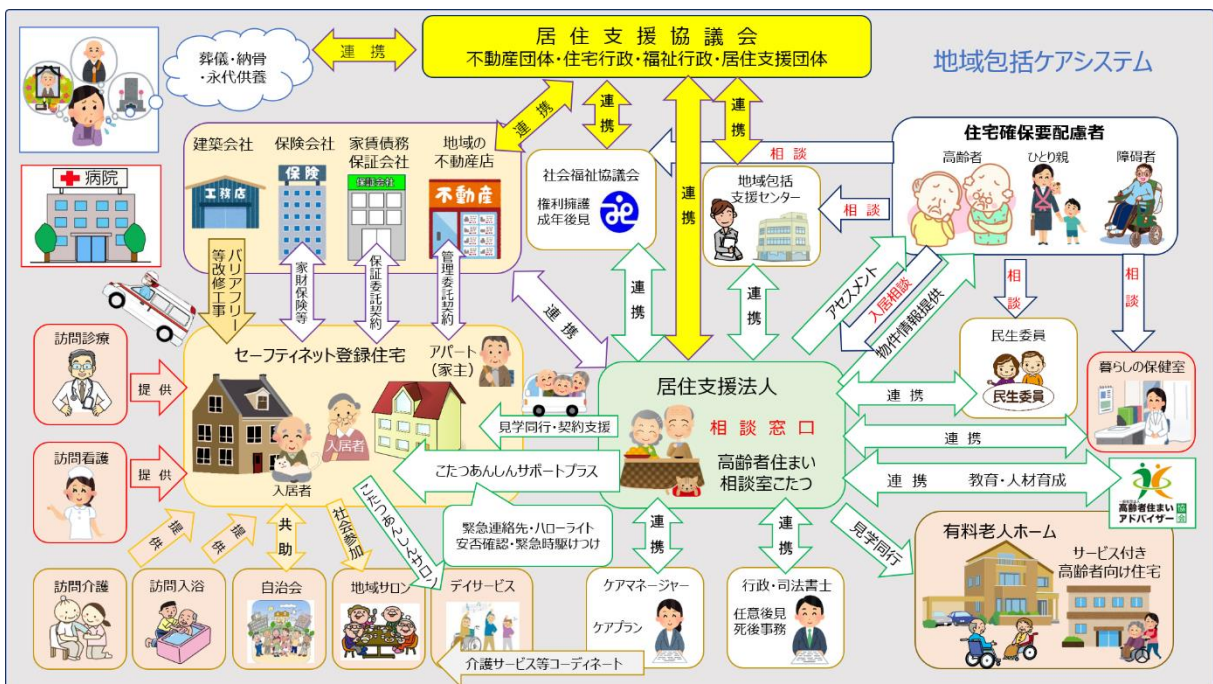 居住支援協議会
不動産団体・住宅行政・福祉行政・居住支援団体
地域包括ケアシステム
葬儀・納骨
・永代供養
連携
連携
連携
連携
連携
建築会社
保険会社
家賃債務
保証会社
地域の
不動産店
工務店
保険
保証会社
不動産
病院
社会福祉協議会
権利擁護
成年後見
地域包括
支援センター
相談
相談
住宅確保要配慮者
高齢者
ひとり親
障碍者
バリアフリー
等改修工事
家財保険等
保証委託契約
管理委託契約
連携
連携
連携
アセスメント
入居相談
物件情報提供
相談
相談
民生委員
民生委員
暮らしの保健室
訪問診療
提供
訪問看護
提供
セーフティネット登録住宅
アパート
(家主)
入居者
入居者
見学同行・契約支援
こたつあんしんサポートプラス
緊急連絡先・ハローライト
安否確認・緊急時駆けつけ
居住支援法人
相談窓口
高齢者住まい
相談室こたつ
連携
連携
連携 教育・人材育成
一般社団法人
高齢者住まい
アドバイザー
協会
提供
提供
共助
社会参加
こたつあんしんサロン
連携
連携
見学同行
訪問介護
訪問入浴
自治会
地域サロン
デイサービス
ケアマネージャー
ケアプラン
介護サービス等コーディネート
行政・司法書士
任意後見
死後事務
有料老人ホーム
サービス付き
高齢者向け住宅